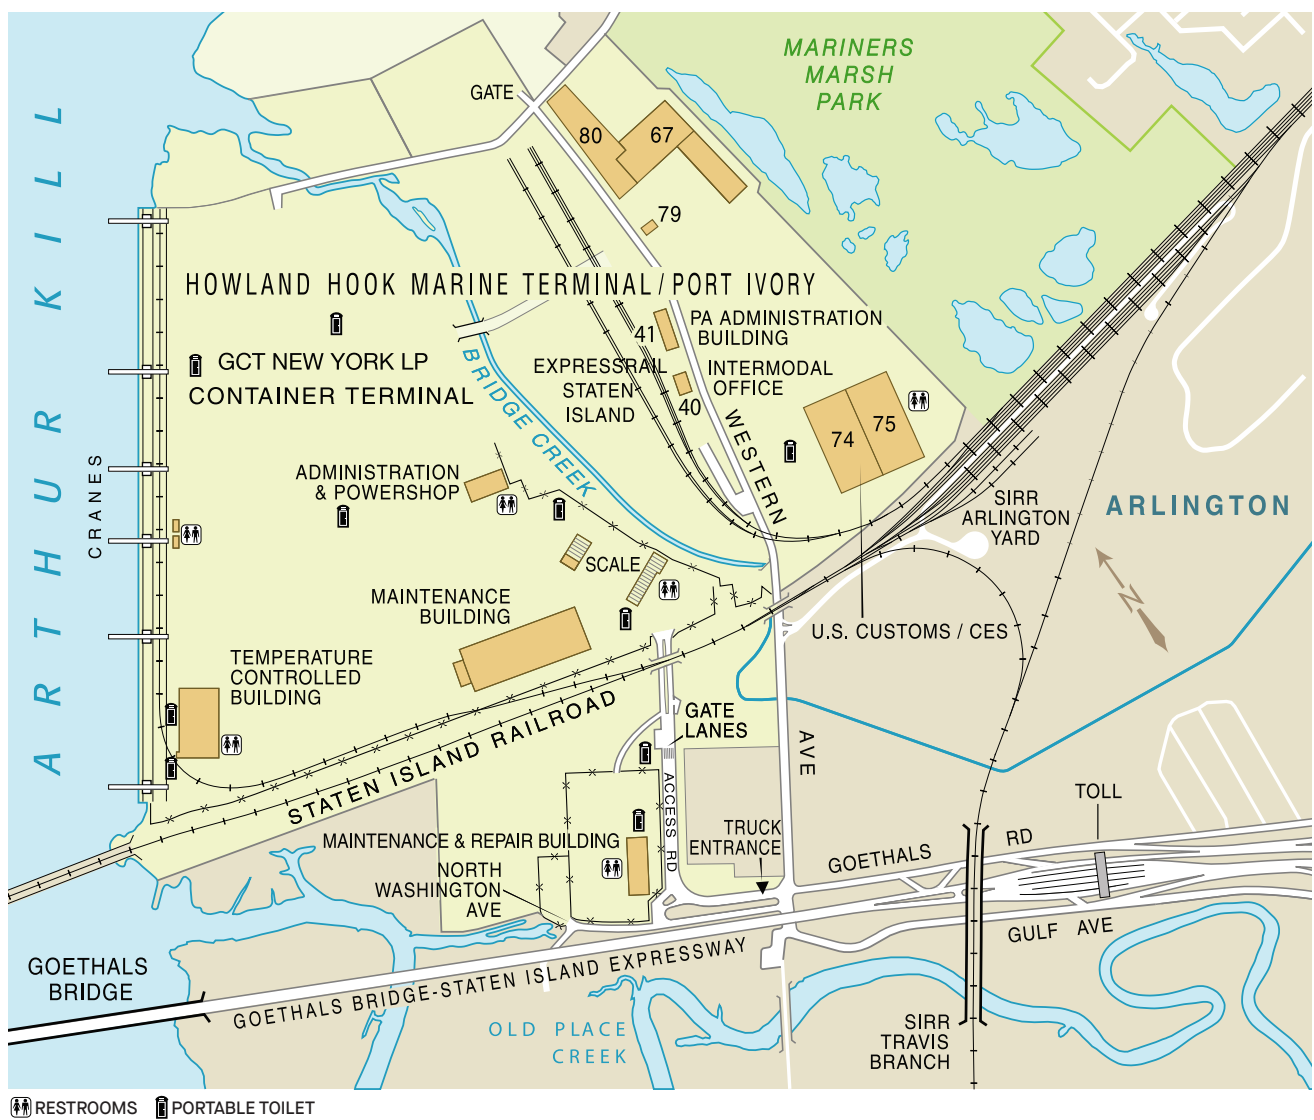 MARINERS
MARSH
PARK
GATE
80
67
79
HOWLAND HOOK MARINE TERMINAL / PORT IVORY
ARTHUR KILL
41
PA ADMINISTRATION
BUILDING
GCT NEW YORK LP
CONTAINER TERMINAL
EXPRESSRAIL
STATEN
ISLAND
INTERMODAL
OFFICE
40
BRIDGE CREEK
WESTERN
74
75
CRANES
ADMINISTRATION
& POWERSHOP
SIRR
ARLINGTON
YARD
ARLINGTON
N
SCALE
MAINTENANCE
BUILDING
U.S. CUSTOMS / CES
TEMPERATURE
CONTROLLED
BUILDING
STATEN ISLAND RAILROAD
GATE
LANES
AVE
ACCESS RD
TOLL
MAINTENANCE & REPAIR BUILDING
TRUCK
ENTRANCE
GOETHALS RD
NORTH
WASHINGTON
AVE
GULF AVE
GOETHALS
BRIDGE
GOETHALS BRIDGE-STATEN ISLAND EXPRESSWAY
OLD PLACE
CREEK
SIRR
TRAVIS
BRANCH
RESTROOMS PORTABLE TOILET